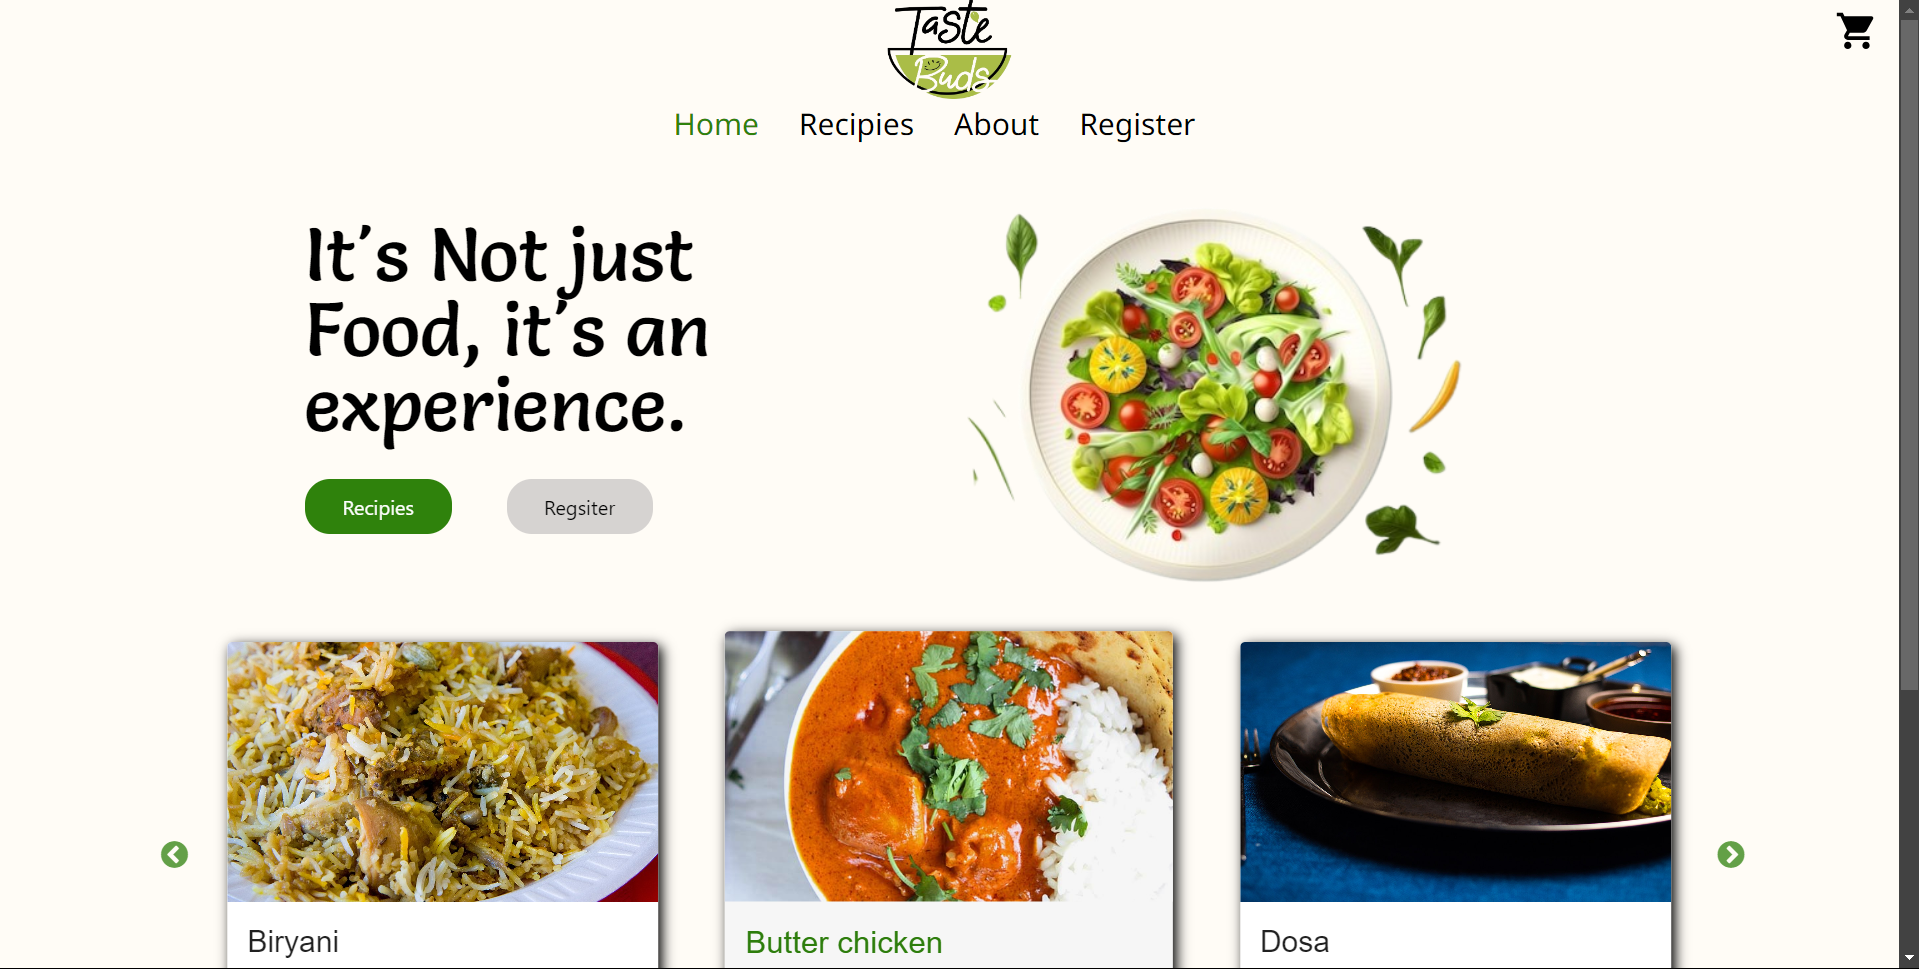 Taste
Buds
Home Recipies About Register
It's Not just
Food, it's an
experience.
Recipies Regsiter
Biryani Butter chicken Dosa